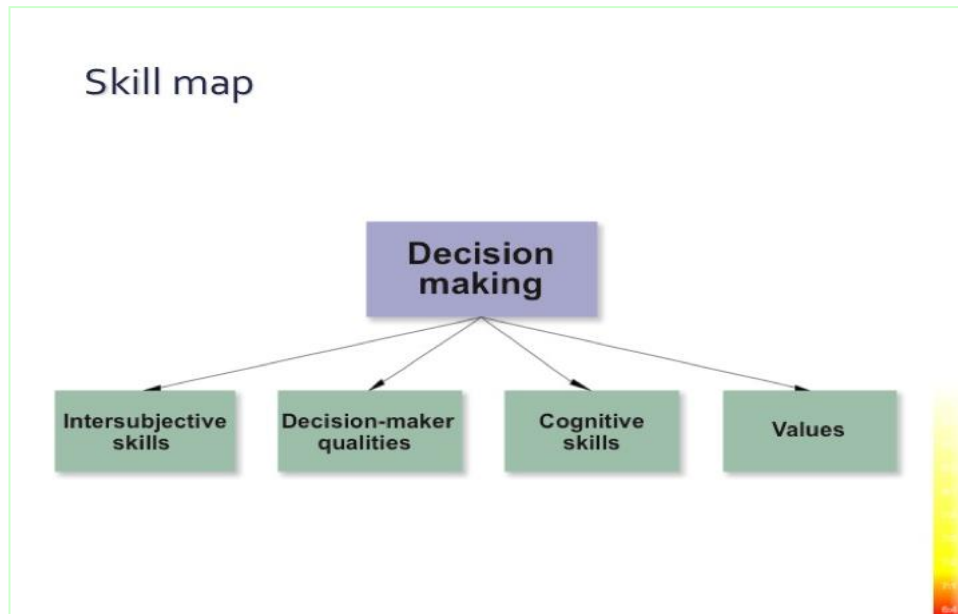 Skill map
Decision
making
Intersubjective
skills
Decision-maker
qualities
Cognitive
skills
Values